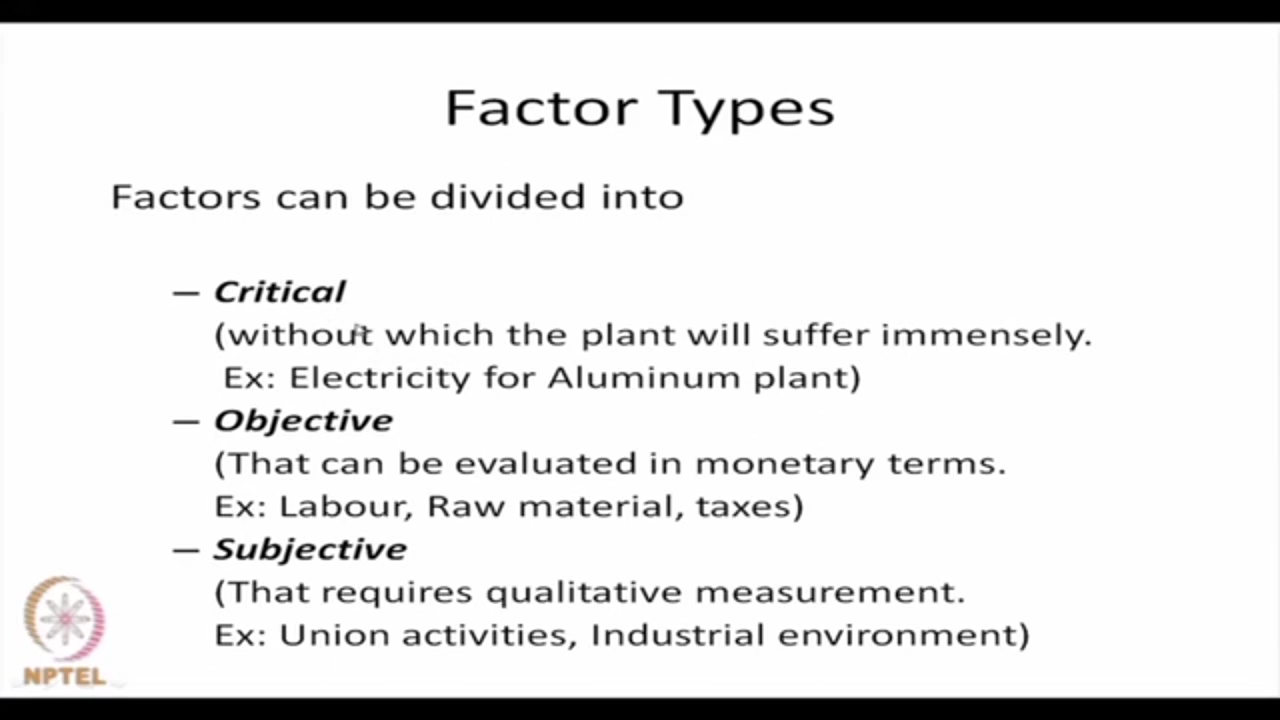 Factor Types
Factors can be divided into
— Critical
(without which the plant will suffer immensely.
Ex: Electricity for Aluminum plant)
— Objective
(That can be evaluated in monetary terms.
Ex: Labour, Raw material, taxes)
— Subjective
(That requires qualitative measurement.
Ex: Union activities, Industrial environment)
NPTEL